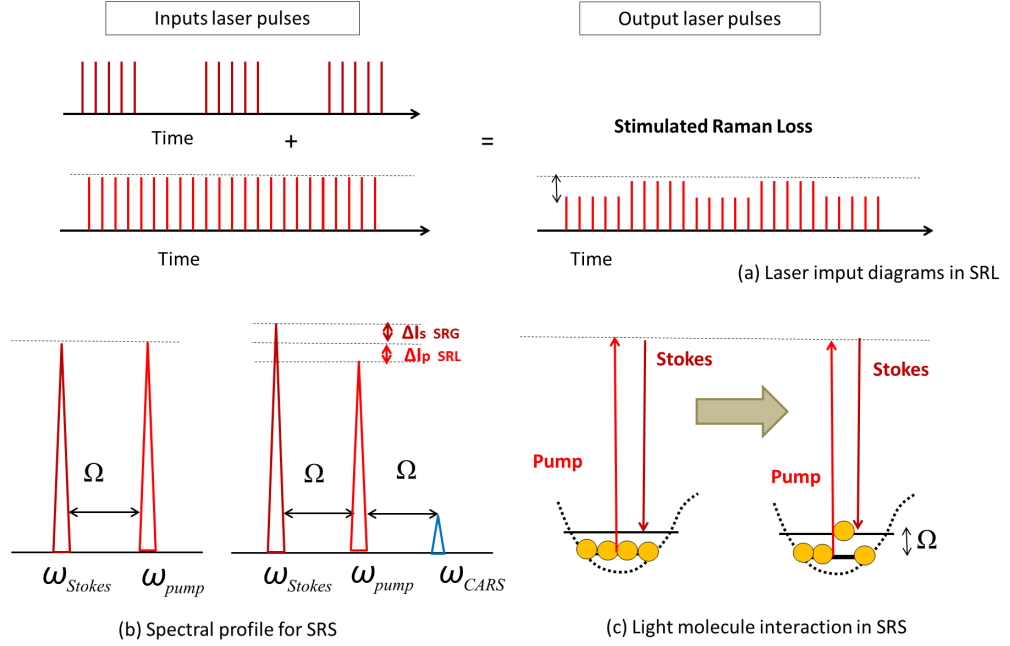 Inputs laser pulses
Output laser pulses
Time
+
=
Stimulated Raman Loss
Time
Time
(a) Laser imput diagrams in SRL
ΔIs SRG
ΔIp SRL
Ω
Ω
Ω
ωStokes
ωpump
ωStokes
ωpump
ωCARS
(b) Spectral profile for SRS
Stokes
Stokes
Pump
Pump
Ω
(c) Light molecule interaction in SRS